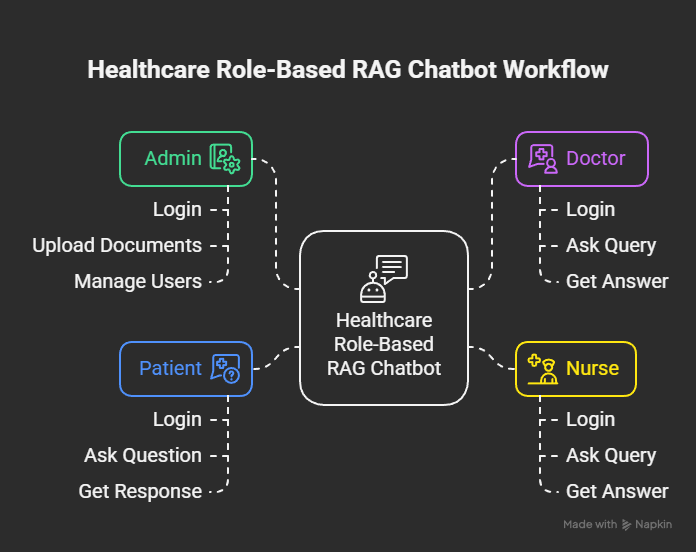 Healthcare Role-Based RAG Chatbot Workflow
Admin
Login
Upload Documents
Manage Users
Doctor
Login
Ask Query
Get Answer
Healthcare
Role-Based
RAG Chatbot
Patient
Login
Ask Question
Get Response
Nurse
Login
Ask Query
Get Answer
Made with Napkin